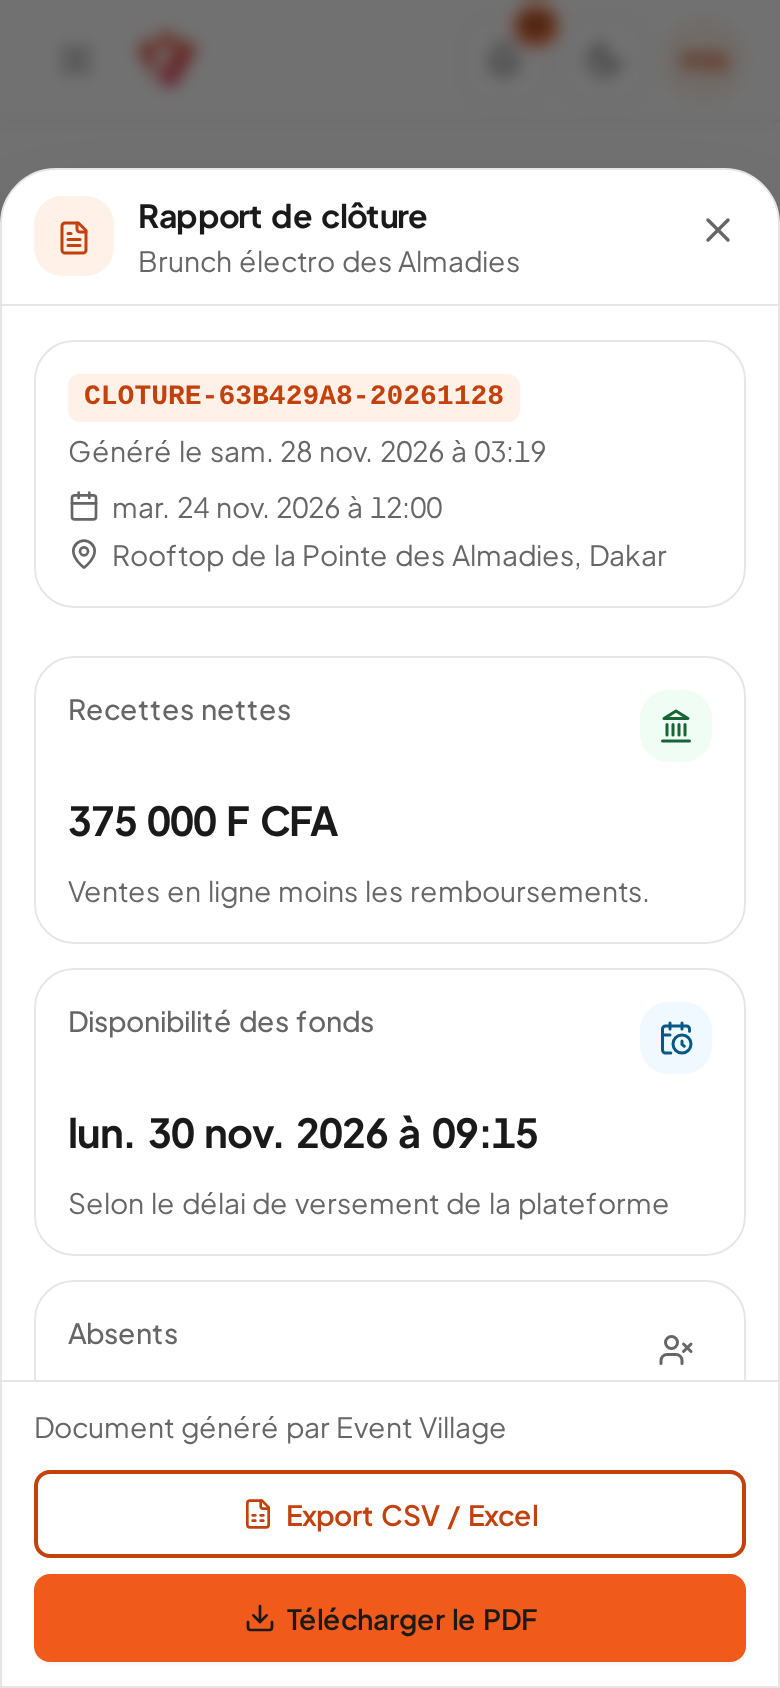 Rapport de clôture
Brunch électro des Almadies
CLOTURE-63B429A8-20261128
Généré le sam. 28 nov. 2026 à 03:19
mar. 24 nov. 2026 à 12:00
Rooftop de la Pointe des Almadies, Dakar
Recettes nettes
375 000 F CFA
Ventes en ligne moins les remboursements.
Disponibilité des fonds
lun. 30 nov. 2026 à 09:15
Selon le délai de versement de la plateforme
Absents
Document généré par Event Village
Export CSV / Excel
Télécharger le PDF